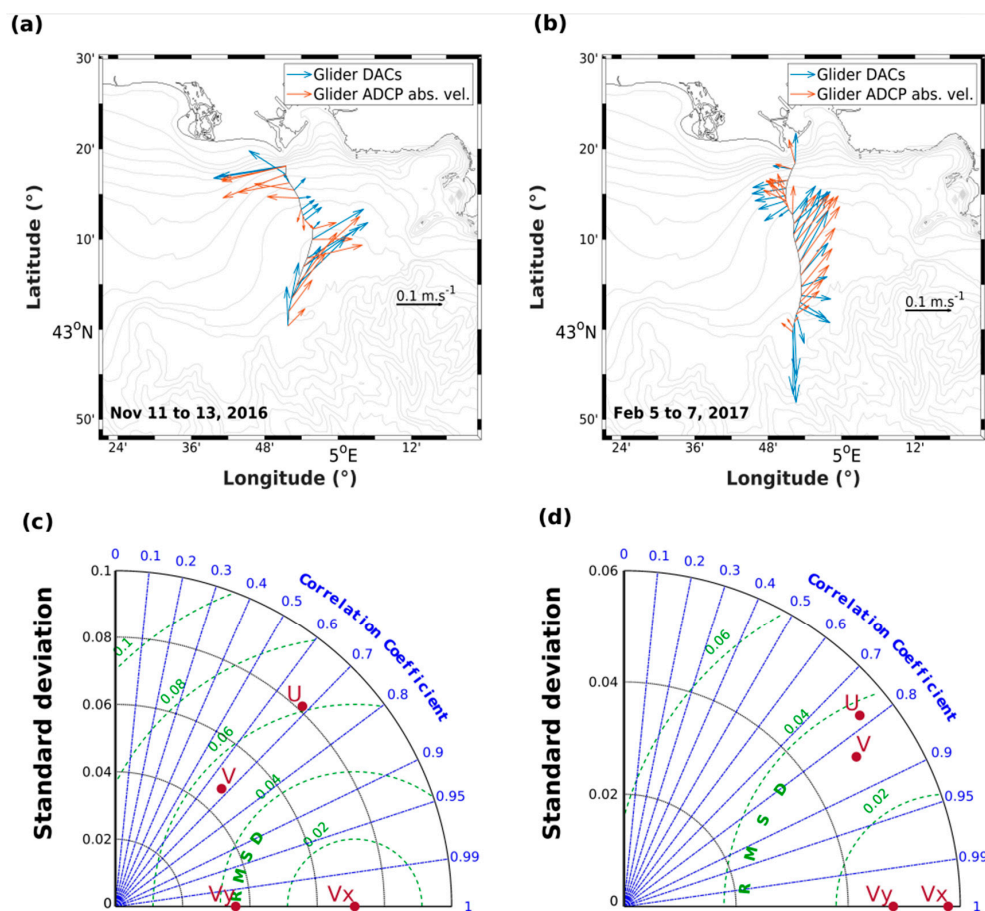 (a)
(b)
Glider DACs
Glider ADCP abs. vel.
Glider DACs
Glider ADCP abs. vel.
30'
20'
10'
43°N
50'
Latitude (°)
0.1 m.s-1
Nov 11 to 13, 2016
24' 36' 48' 5°E 12'
Longitude (°)
30'
20'
10'
43°N
50'
Latitude (°)
0.1 m.s-1
Feb 5 to 7, 2017
24' 36' 48' 5°E 12'
Longitude (°)
(c)
(d)
Standard deviation
0.1
0.08
0.06
0.04
0.02
0
0 0.1 0.2 0.3 0.4 0.5 0.6 0.7 0.8 0.9 0.95 0.99 1
Correlation Coefficient
0.1
0.08
0.06
0.04
0.02
RMSD
U
V
Vy
Vx
Standard deviation
0.06
0.04
0.02
0
0 0.1 0.2 0.3 0.4 0.5 0.6 0.7 0.8 0.9 0.95 0.99 1
Correlation Coefficient
0.06
0.04
0.02
RMSD
U
V
Vy
Vx